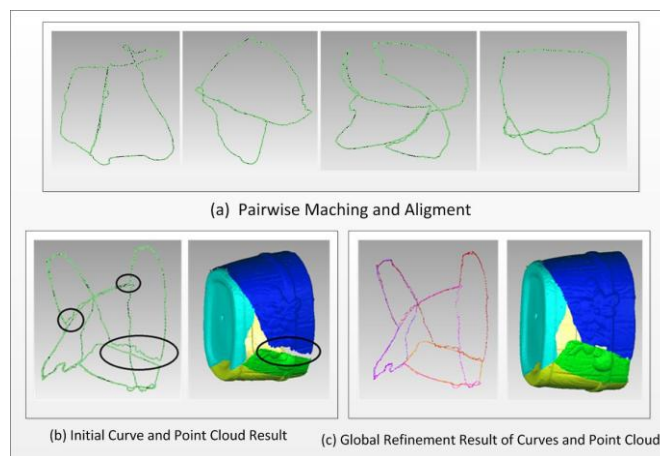 (a) Pairwise Maching and Aligment
(b) Initial Curve and Point Cloud Result
(c) Global Refinement Result of Curves and Point Cloud